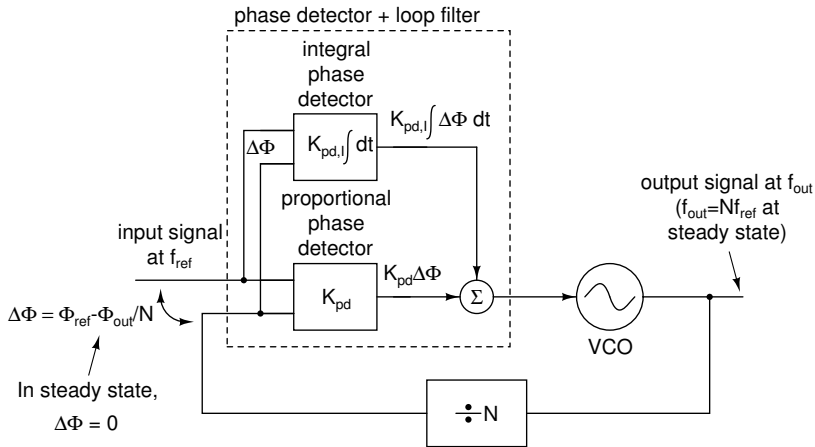 phase detector + loop filter
integral
phase
detector
K_pd,I ∫ ΔΦ dt
ΔΦ
K_pd,I ∫ dt
proportional
phase
detector
output signal at f_out
(f_out=Nf_ref at
steady state)
input signal
at f_ref
K_pd ΔΦ
K_pd
Σ
ΔΦ = Φ_ref-Φ_out/N
VCO
In steady state,
ΔΦ = 0
÷ N